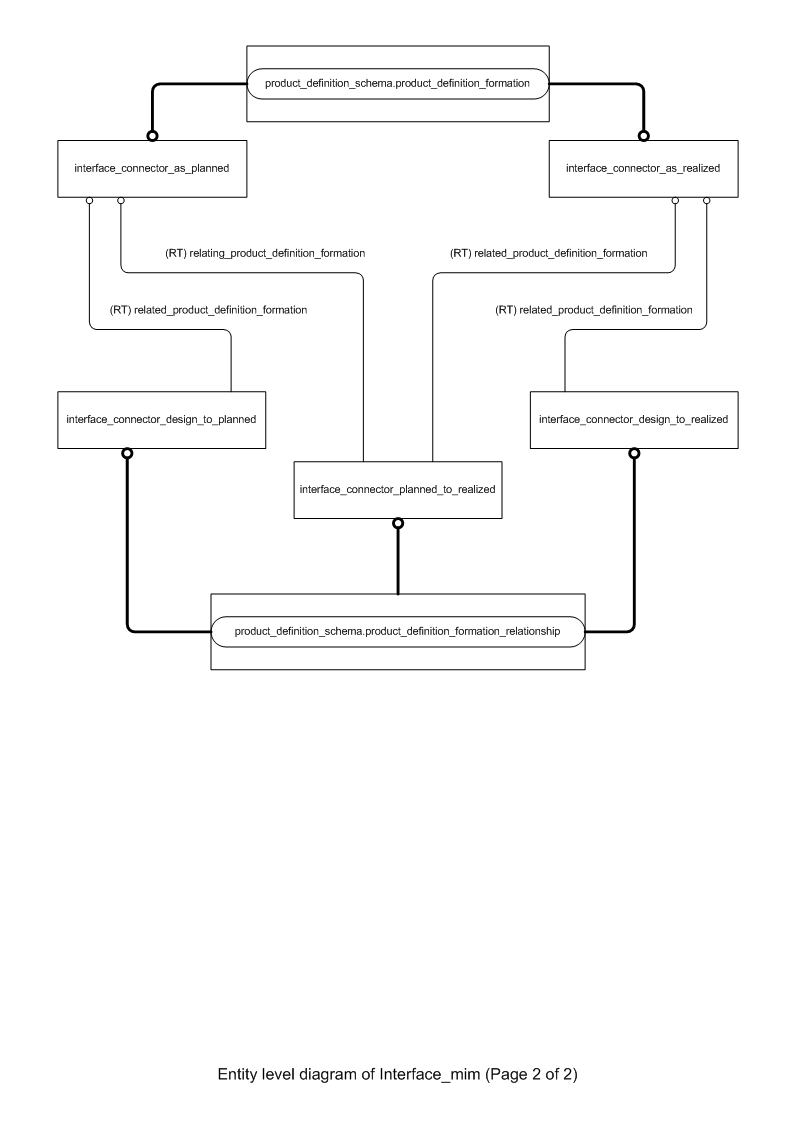 product_definition_schema.product_definition_formation
interface_connector_as_planned
interface_connector_as_realized
(RT) relating_product_definition_formation
(RT) related_product_definition_formation
(RT) related_product_definition_formation
(RT) related_product_definition_formation
interface_connector_design_to_planned
interface_connector_design_to_realized
interface_connector_planned_to_realized
product_definition_schema.product_definition_formation_relationship
Entity level diagram of Interface_mim (Page 2 of 2)